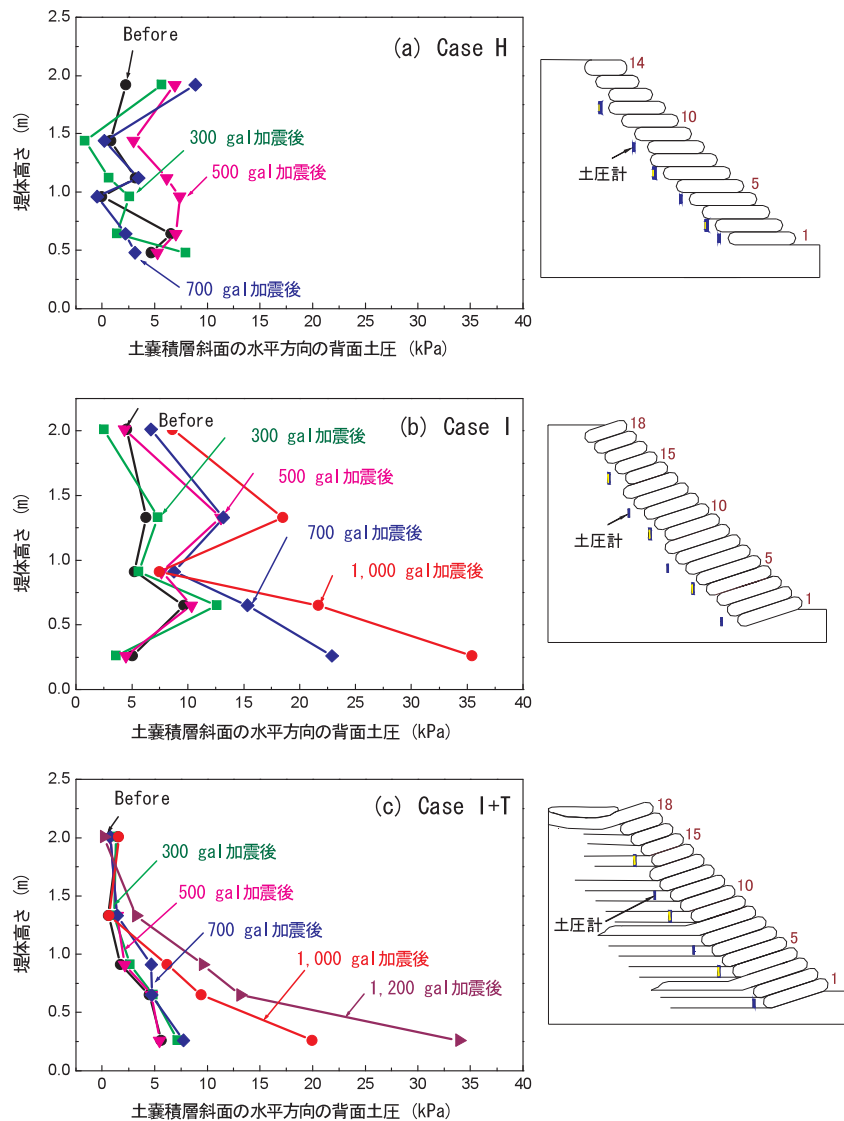 2.5
2.0
1.5
1.0
0.5
0.0
堤体高さ (m)
Before
(a) Case H
300 gal加震後
500 gal加震後
700 gal加震後
0 5 10 15 20 25 30 35 40
土嚢積層斜面の水平方向の背面土圧 (kPa)
14
10
土圧計
5
1
2.0
1.5
1.0
0.5
0.0
堤体高さ (m)
Before
(b) Case I
300 gal加震後
500 gal加震後
700 gal加震後
1,000 gal加震後
0 5 10 15 20 25 30 35 40
土嚢積層斜面の水平方向の背面土圧 (kPa)
18
15
10
土圧計
5
1
2.5
2.0
1.5
1.0
0.5
0.0
堤体高さ (m)
Before
(c) Case I+T
300 gal加震後
500 gal加震後
700 gal加震後
1,000 gal加震後
1,200 gal加震後
0 5 10 15 20 25 30 35 40
土嚢積層斜面の水平方向の背面土圧 (kPa)
18
15
10
土圧計
5
1